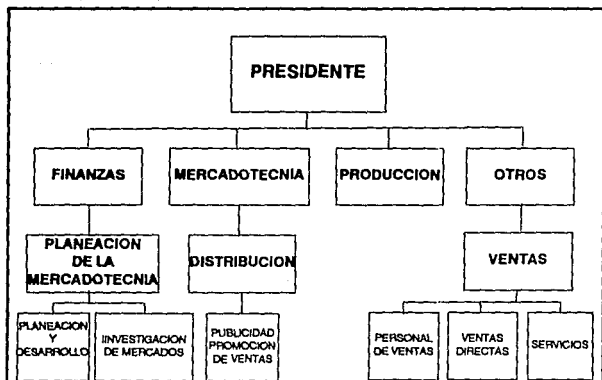 PRESIDENTE
FINANZAS
MERCADOTECNIA
PRODUCCION
OTROS
PLANEACION
DE LA
MERCADOTECNIA
DISTRIBUCION
VENTAS
PLANEACION
Y
DESARROLLO
IINVESTIGACION
DE MERCADOS
PUBLICIDAD
PROMOCION
DE VENTAS
PERSONAL
DE VENTAS
VENTAS
DIRECTAS
SERVICIOS